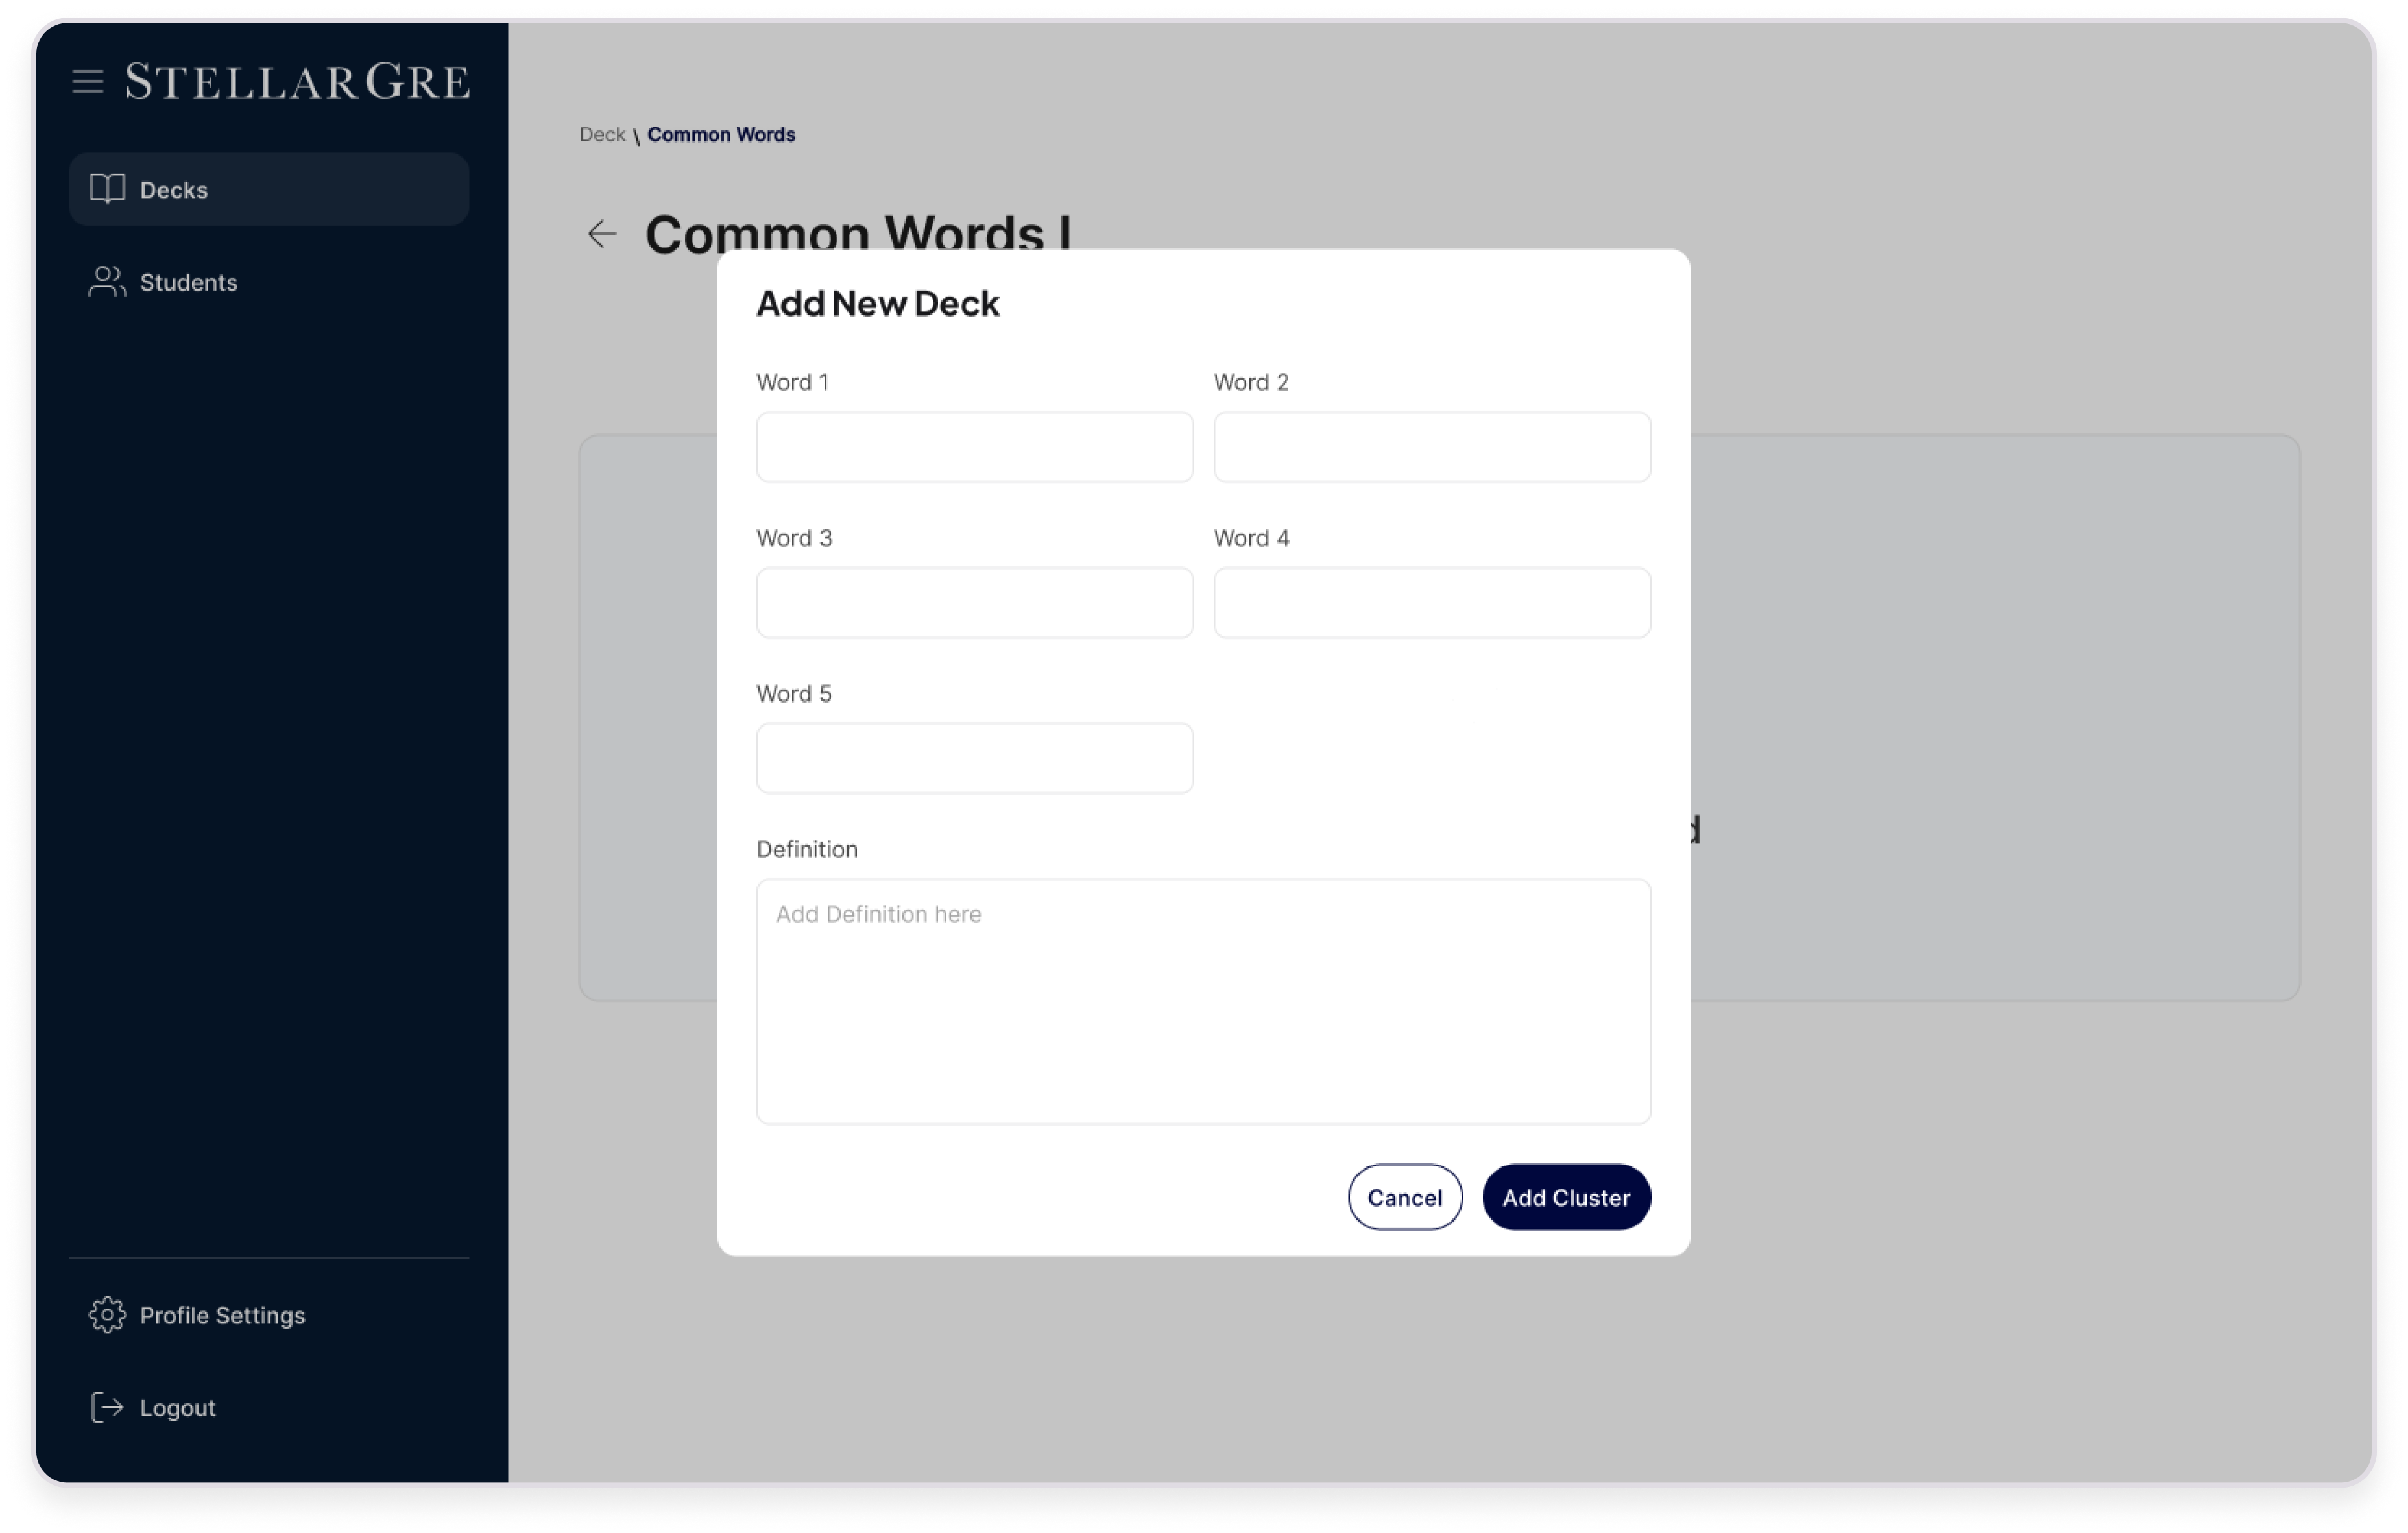 STELLARGRE
Decks
Students
Profile Settings
Logout
Deck \ Common Words
Common Words I
Add New Deck
Word 1
Word 2
Word 3
Word 4
Word 5
Definition
Add Definition here
Cancel
Add Cluster